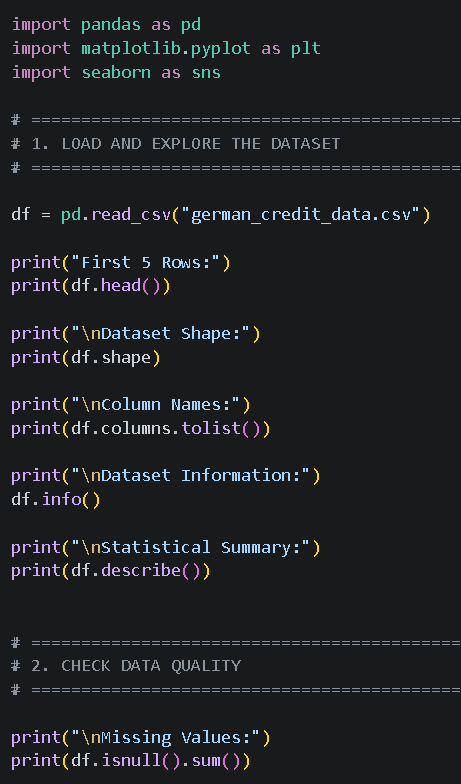 import pandas as pd
import matplotlib.pyplot as plt
import seaborn as sns
# ===========================================
# 1. LOAD AND EXPLORE THE DATASET
# ===========================================
df = pd.read_csv("german_credit_data.csv")
print("First 5 Rows:")
print(df.head())
print("\nDataset Shape:")
print(df.shape)
print("\nColumn Names:")
print(df.columns.tolist())
print("\nDataset Information:")
df.info()
print("\nStatistical Summary:")
print(df.describe())
# ===========================================
# 2. CHECK DATA QUALITY
# ===========================================
print("\nMissing Values:")
print(df.isnull().sum())